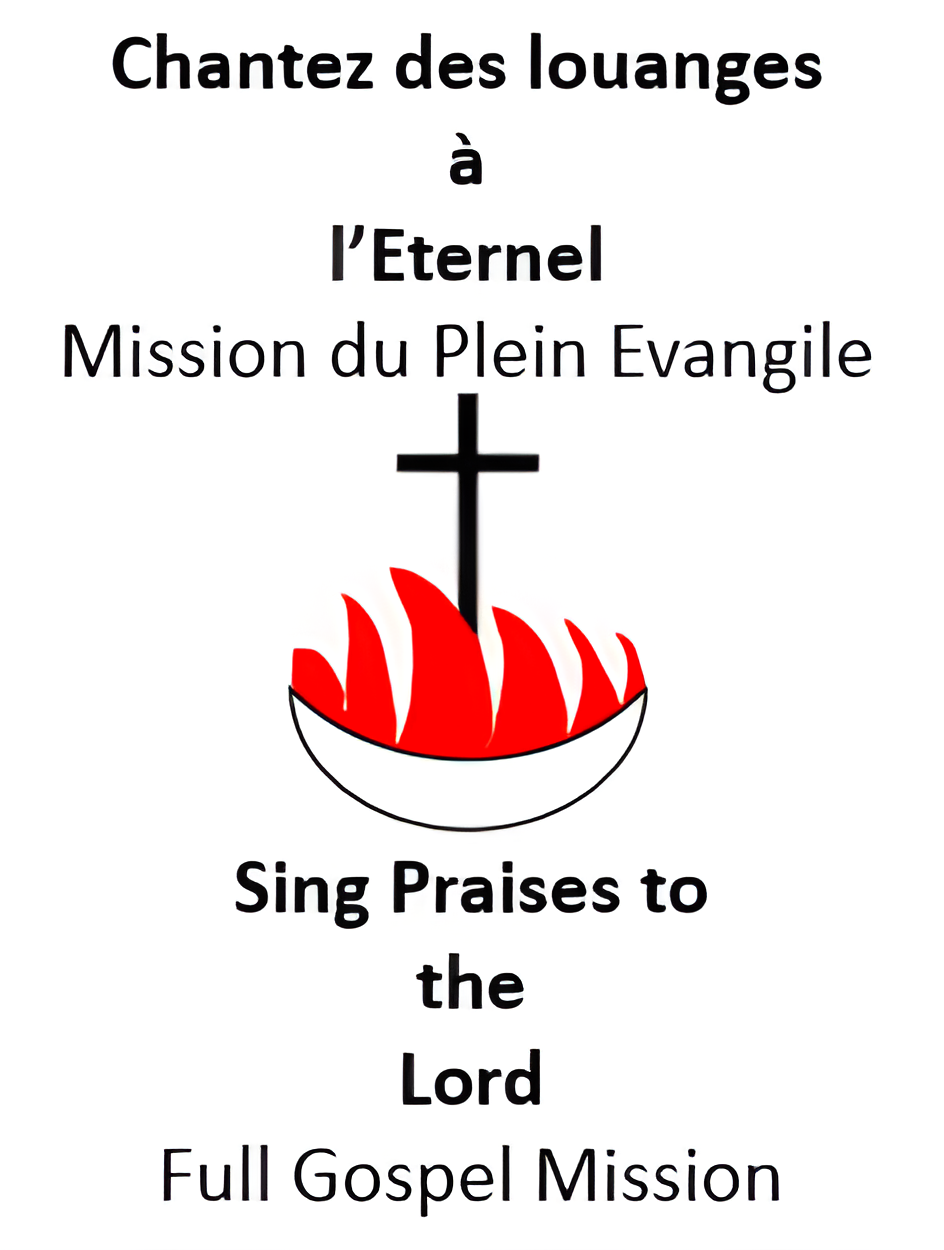 Chantez des louanges
à
l’Eternel
Mission du Plein Evangile
Sing Praises to
the
Lord
Full Gospel Mission